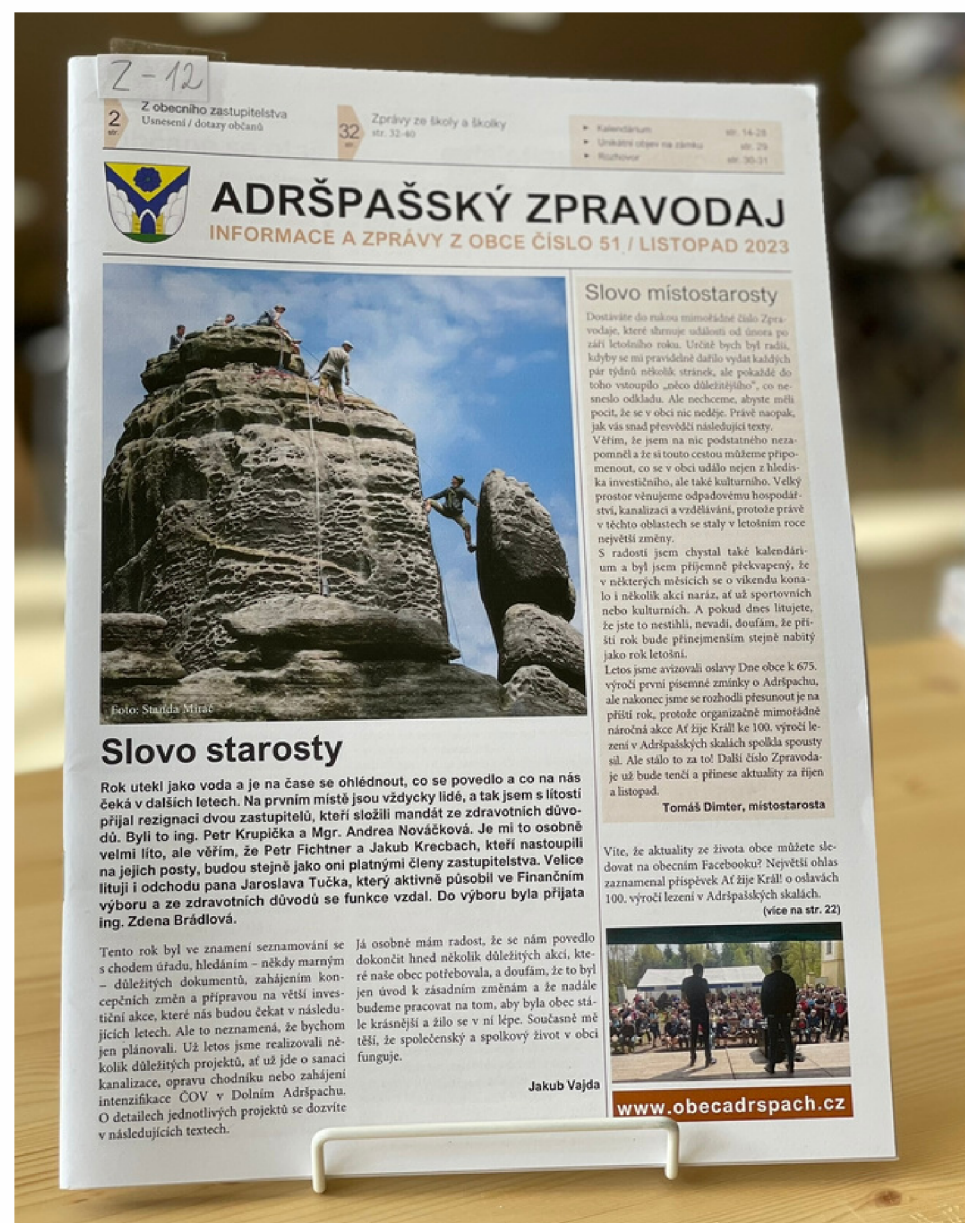 Z-12
2
str.
Z obecního zastupitelstva
Usnesení / dotazy občanů
32
str.
Zprávy ze školy a školky
str. 32-40
Kalendárium str. 14-28
Unikátní objev na zámku str. 29
Rozhovor str. 30-31
ADRŠPAŠSKÝ ZPRAVODAJ
INFORMACE A ZPRÁVY Z OBCE ČÍSLO 51 / LISTOPAD 2023
Foto: Standa Mirač
Slovo starosty
Rok utekl jako voda a je na čase se ohlédnout, co se povedlo a co na nás
čeká v dalších letech. Na prvním místě jsou vždycky lidé, a tak jsem s lítostí
přijal rezignaci dvou zastupitelů, kteří složili mandát ze zdravotních důvo-
dů. Byli to ing. Petr Krupička a Mgr. Andrea Nováčková. Je mi to osobně
velmi líto, ale věřím, že Petr Fichtner a Jakub Krecbach, kteří nastoupili
na jejich posty, budou stejně jako oni platnými členy zastupitelstva. Velice
lituji i odchodu pana Jaroslava Tučka, který aktivně působil ve Finančním
výboru a ze zdravotních důvodů se funkce vzdal. Do výboru byla přijata
ing. Zdena Brádlová.
Tento rok byl ve znamení seznamování se
s chodem úřadu, hledáním – někdy marným
– důležitých dokumentů, zahájením kon-
cepčních změn a přípravou na větší inves-
tiční akce, které nás budou čekat v následu-
jících letech. Ale to neznamená, že bychom
jen plánovali. Už letos jsme realizovali ně-
kolik důležitých projektů, ať už jde o sanaci
kanalizace, opravu chodníku nebo zahájení
intenzifikace ČOV v Dolním Adršpachu.
O detailech jednotlivých projektů se dozvíte
v následujících textech.
Já osobně mám radost, že se nám povedlo
dokončit hned několik důležitých akcí, kte-
ré naše obec potřebovala, a doufám, že to byl
jen úvod k zásadním změnám a že nadále
budeme pracovat na tom, aby byla obec stá-
le krásnější a žilo se v ní lépe. Současně mě
těší, že společenský a spolkový život v obci
funguje.
Jakub Vajda
Slovo místostarosty
Dostáváte do rukou mimořádné číslo Zpra-
vodaje, které shrnuje události od února po
září letošního roku. Určitě bych byl radši,
kdyby se mi pravidelně dařilo vydat každých
pár týdnů několik stránek, ale pokaždé do
toho vstoupilo „něco důležitějšího“, co ne-
sneslo odkladu. Ale nechceme, abyste měli
pocit, že se v obci nic neděje. Právě naopak,
jak vás snad přesvědčí následující texty.
Věřím, že jsem na nic podstatného neza-
pomněl a že si touto cestou můžeme připo-
menout, co se v obci událo nejen z hledis-
ka investičního, ale také kulturního. Velký
prostor věnujeme odpadovému hospodář-
ství, kanalizaci a vzdělávání, protože právě
v těchto oblastech se staly v letošním roce
největší změny.
S radostí jsem chystal také kalendári-
um a byl jsem příjemně překvapený, že
v některých měsících se o víkendu kona-
lo i několik akcí naráz, ať už sportovních
nebo kulturních. A pokud dnes litujete,
že jste to nestihli, nevadí, doufám, že pří-
ští rok bude přinejmenším stejně nabitý
jako rok letošní.
Letos jsme avizovali oslavy Dne obce k 675.
výročí první písemné zmínky o Adršpachu,
ale nakonec jsme se rozhodli přesunout je na
příští rok, protože organizačně mimořádně
náročná akce Ať žije Král! ke 100. výročí le-
zení v Adršpašských skalách spolkla spousty
sil. Ale stálo to za to! Další číslo Zpravoda-
je už bude tenčí a přinese aktuality za říjen
a listopad.
Tomáš Dimter, místostarosta
Víte, že aktuality ze života obce můžete sle-
dovat na obecním Facebooku? Největší ohlas
zaznamenal příspěvek Ať žije Král! o oslavách
100. výročí lezení v Adršpašských skalách.
(více na str. 22)
www.obecadrspach.cz